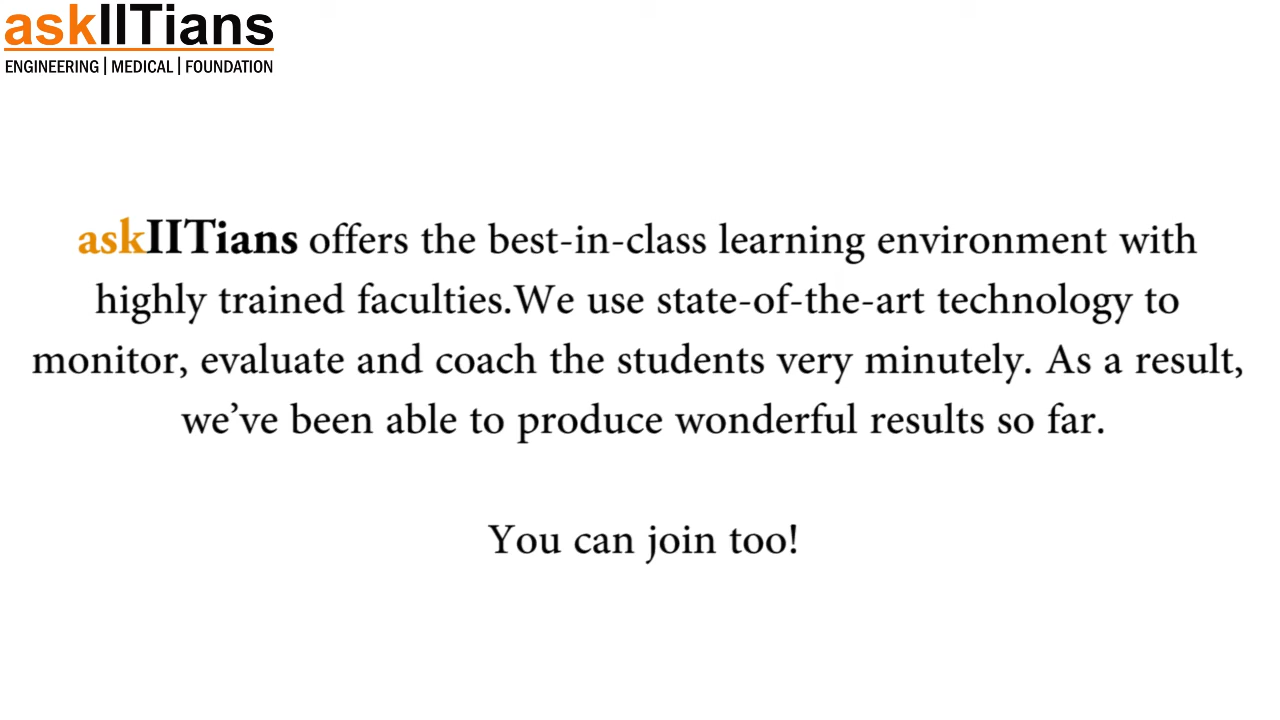 askIITians
ENGINEERING | MEDICAL | FOUNDATION
askIITians offers the best-in-class learning environment with
highly trained faculties.We use state-of-the-art technology to
monitor, evaluate and coach the students very minutely. As a result,
we’ve been able to produce wonderful results so far.
You can join too!